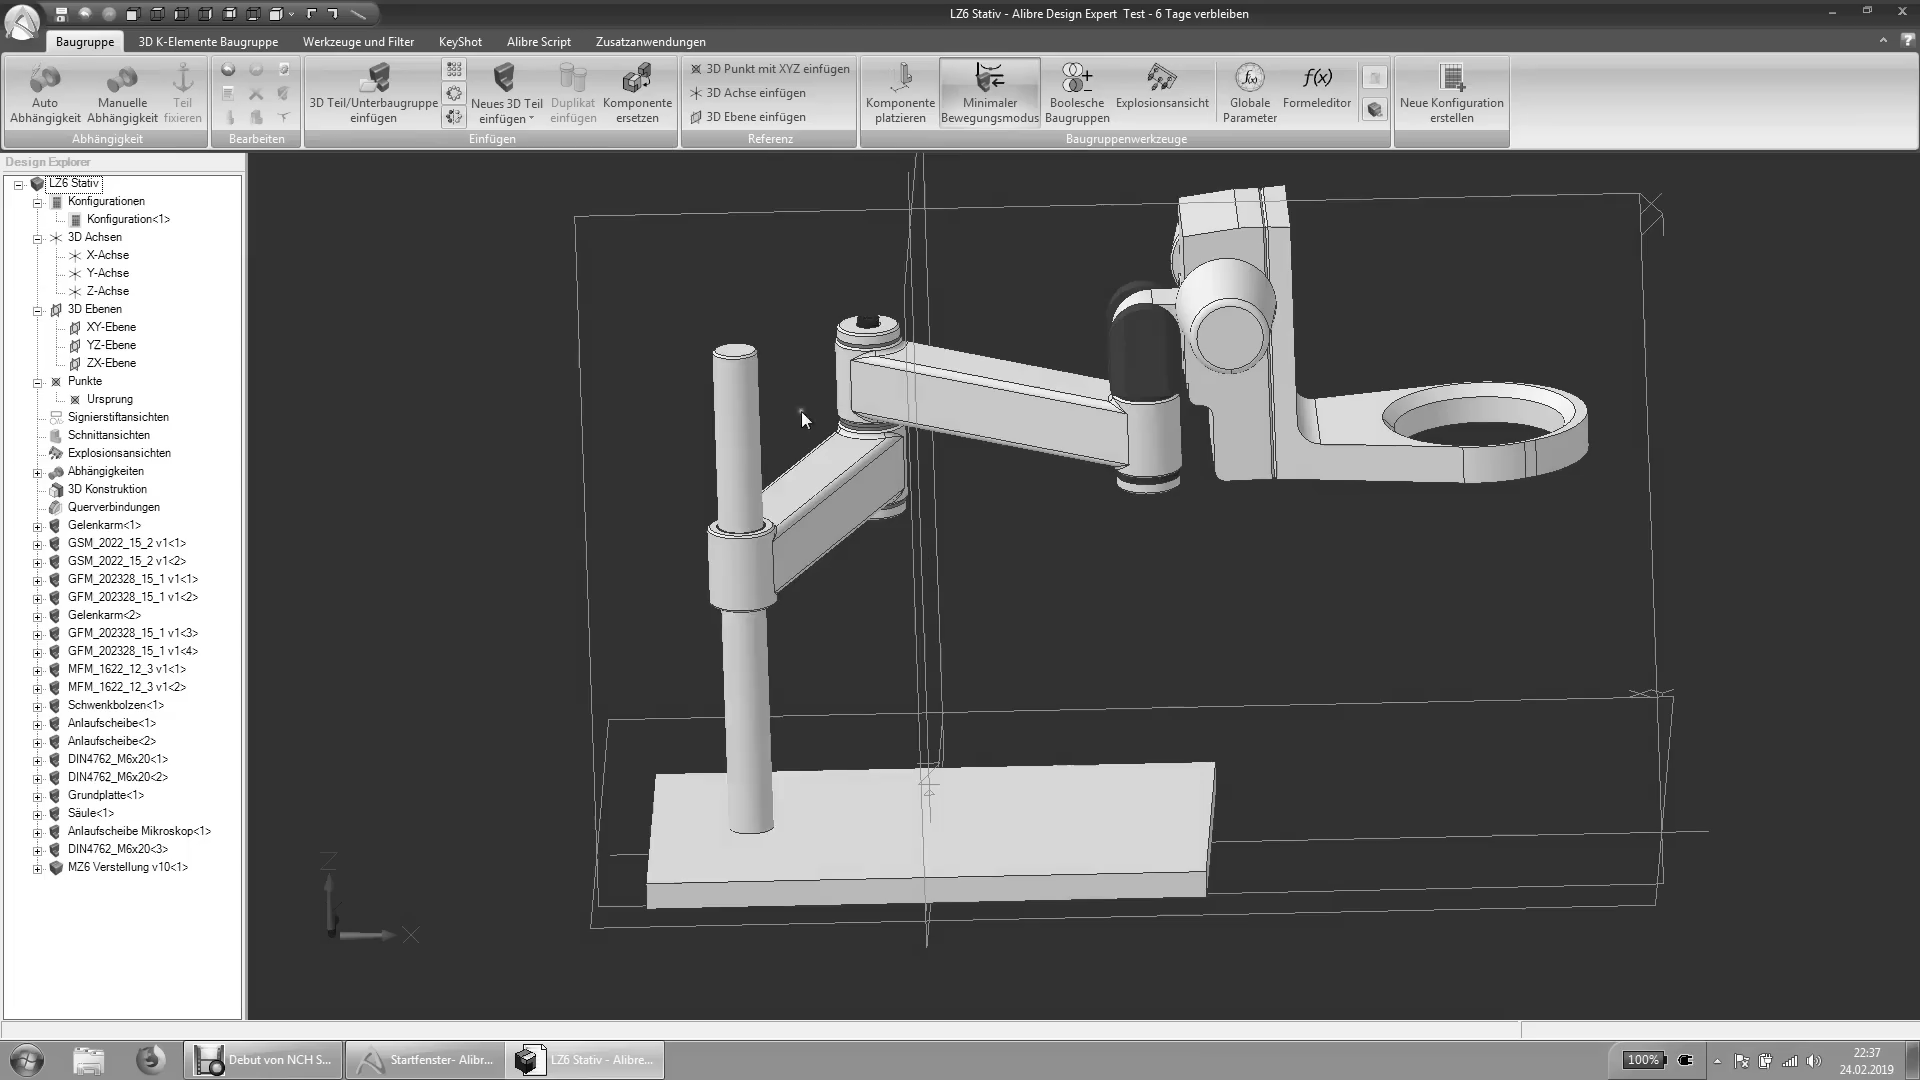 LZ6 Stativ - Alibre Design Expert Test - 6 Tage verbleiben
Baugruppe
3D K-Elemente Baugruppe
Werkzeuge und Filter
KeyShot
Alibre Script
Zusatzanwendungen
Auto Abhängigkeit
Manuelle Abhängigkeit
Teil fixieren
Abhängigkeit
Bearbeiten
3D Teil/Unterbaugruppe einfügen
Neues 3D Teil einfügen
Duplikat einfügen
Komponente ersetzen
Einfügen
3D Punkt mit XYZ einfügen
3D Achse einfügen
3D Ebene einfügen
Referenz
Komponente platzieren
Minimaler Bewegungsmodus
Boolesche Baugruppen
Explosionsansicht
Globale Parameter
f(x)
Formeleditor
Baugruppenwerkzeuge
Neue Konfiguration erstellen
Design Explorer
LZ6 Stativ
Konfigurationen
Konfiguration<1>
3D Achsen
X-Achse
Y-Achse
Z-Achse
3D Ebenen
XY-Ebene
YZ-Ebene
ZX-Ebene
Punkte
Ursprung
Signierstiftansichten
Schnittansichten
Explosionsansichten
Abhängigkeiten
3D Konstruktion
Querverbindungen
Gelenkarm<1>
GSM_2022_15_2 v1<1>
GSM_2022_15_2 v1<2>
GFM_202328_15_1 v1<1>
GFM_202328_15_1 v1<2>
Gelenkarm<2>
GFM_202328_15_1 v1<3>
GFM_202328_15_1 v1<4>
MFM_1622_12_3 v1<1>
MFM_1622_12_3 v1<2>
Schwenkbolzen<1>
Anlaufscheibe<1>
Anlaufscheibe<2>
DIN4762_M6x20<1>
DIN4762_M6x20<2>
Grundplatte<1>
Säule<1>
Anlaufscheibe Mikroskop<1>
DIN4762_M6x20<3>
MZ6 Verstellung v10<1>
Z
X
Debut von NCH S...
Startfenster- Alibr...
LZ6 Stativ - Alibre...
100%
22:37
24.02.2019